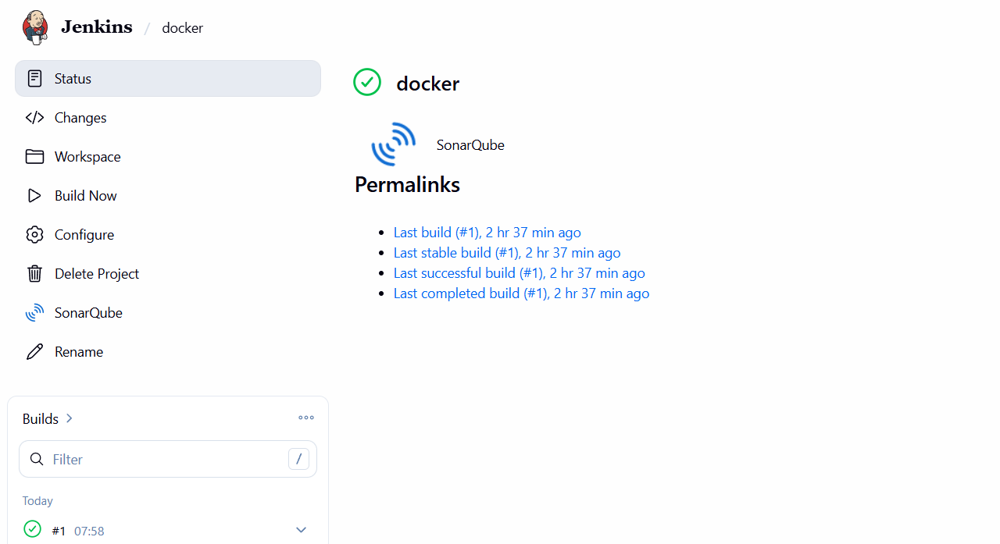 Jenkins / docker
Status
Changes
Workspace
Build Now
Configure
Delete Project
SonarQube
Rename
Builds
Filter /
Today
#1 07:58
docker
SonarQube
Permalinks
Last build (#1), 2 hr 37 min ago
Last stable build (#1), 2 hr 37 min ago
Last successful build (#1), 2 hr 37 min ago
Last completed build (#1), 2 hr 37 min ago